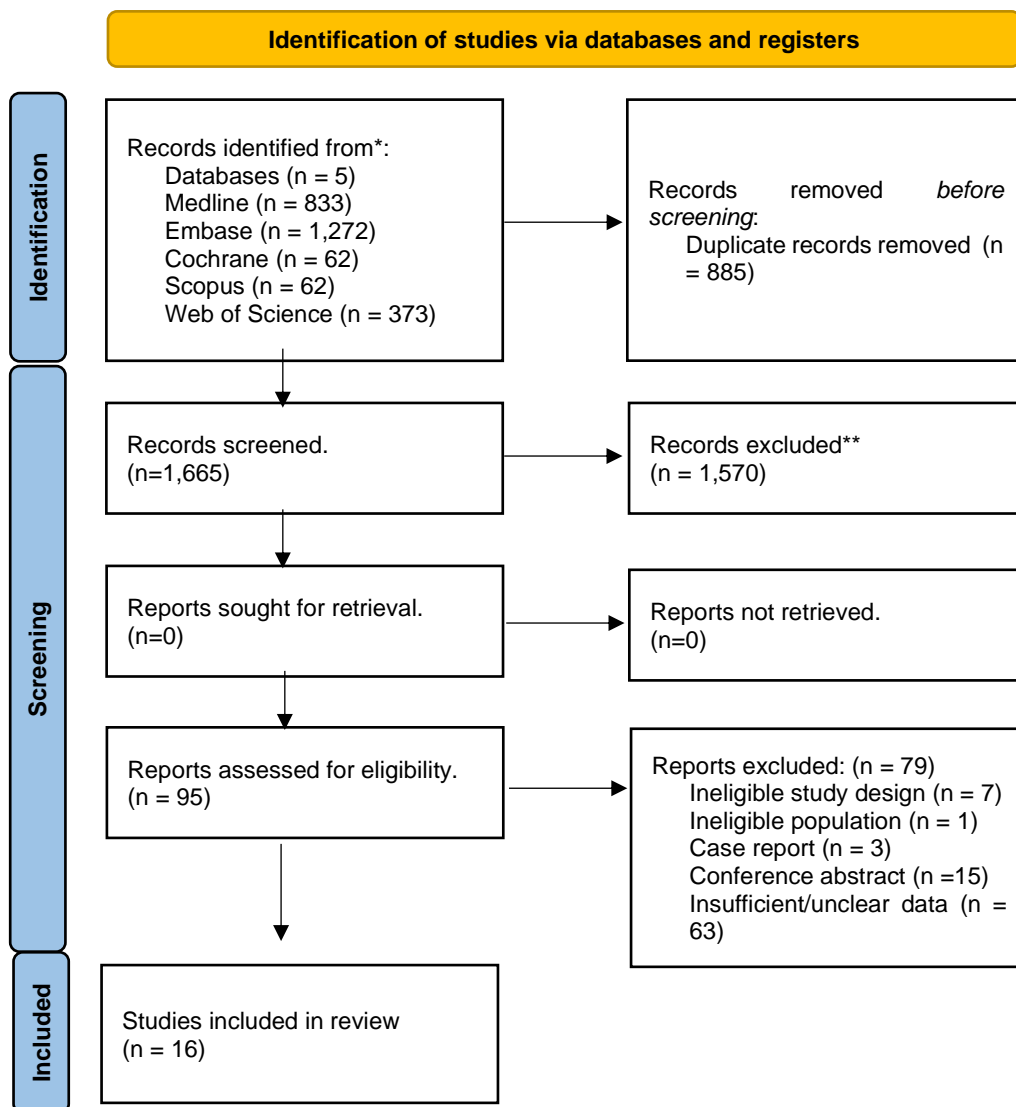 Identification of studies via databases and registers
Identification
Records identified from*:
Databases (n = 5)
Medline (n = 833)
Embase (n = 1,272)
Cochrane (n = 62)
Scopus (n = 62)
Web of Science (n = 373)
Records removed before
screening:
Duplicate records removed (n
= 885)
Screening
Records screened.
(n=1,665)
Records excluded**
(n = 1,570)
Reports sought for retrieval.
(n=0)
Reports not retrieved.
(n=0)
Reports assessed for eligibility.
(n = 95)
Reports excluded: (n = 79)
Ineligible study design (n = 7)
Ineligible population (n = 1)
Case report (n = 3)
Conference abstract (n =15)
Insufficient/unclear data (n =
63)
Included
Studies included in review
(n = 16)